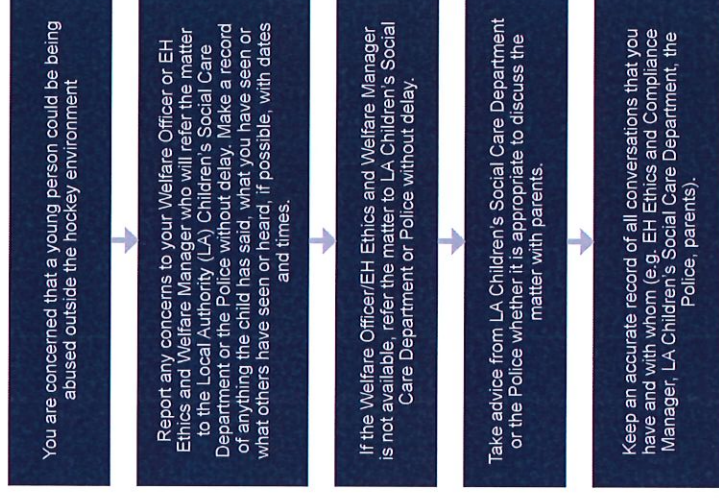 You are concerned that a young person could be being
abused outside the hockey environment
Report any concerns to your Welfare Officer or EH
Ethics and Welfare Manager who will refer the matter
to the Local Authority (LA) Children's Social Care
Department or the Police without delay. Make a record
of anything the child has said, what you have seen or
what others have seen or heard, if possible, with dates
and times.
If the Welfare Officer/EH Ethics and Welfare Manager
is not available, refer the matter to LA Children's Social
Care Department or Police without delay.
Take advice from LA Children's Social Care Department
or the Police whether it is appropriate to discuss the
matter with parents.
Keep an accurate record of all conversations that you
have and with whom (e.g. EH Ethics and Compliance
Manager, LA Children's Social Care Department, the
Police, parents).